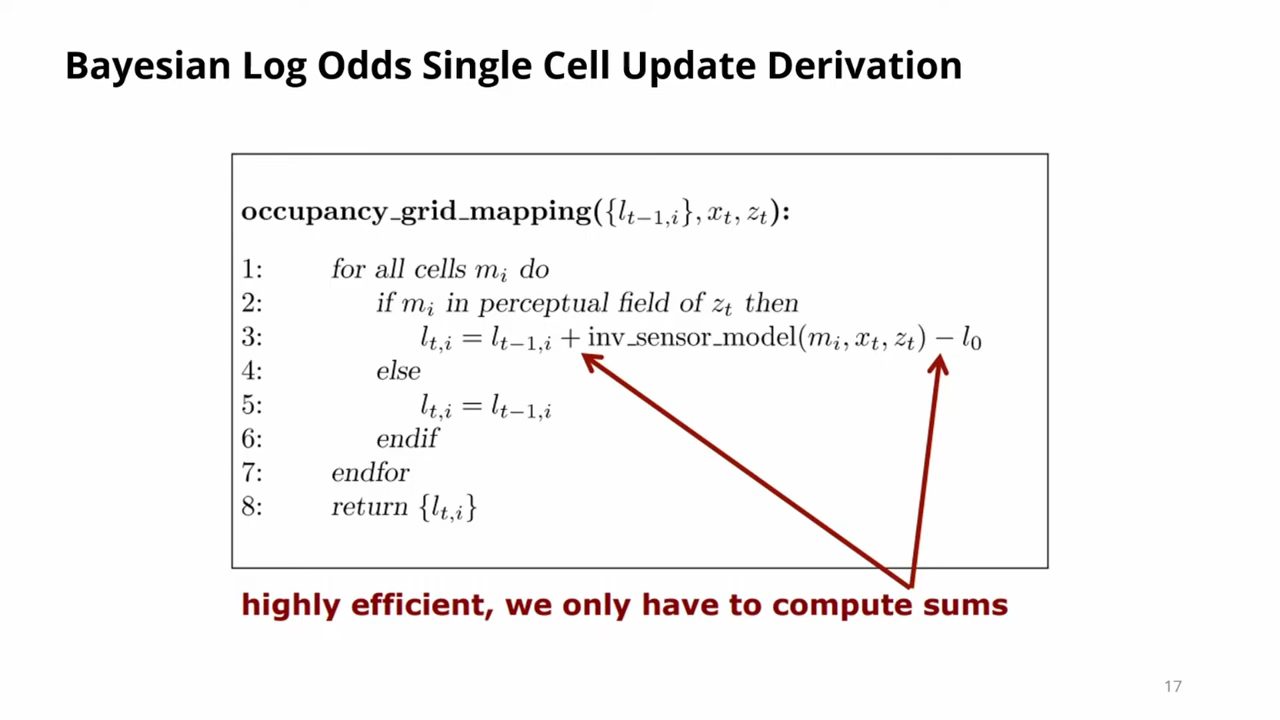 Bayesian Log Odds Single Cell Update Derivation
occupancy_grid_mapping({l_{t−1,i}}, x_t, z_t):
1: for all cells m_i do
2: if m_i in perceptual field of z_t then
3: l_{t,i} = l_{t−1,i} + inv_sensor_model(m_i, x_t, z_t) − l_0
4: else
5: l_{t,i} = l_{t−1,i}
6: endif
7: endfor
8: return {l_{t,i}}
highly efficient, we only have to compute sums
17